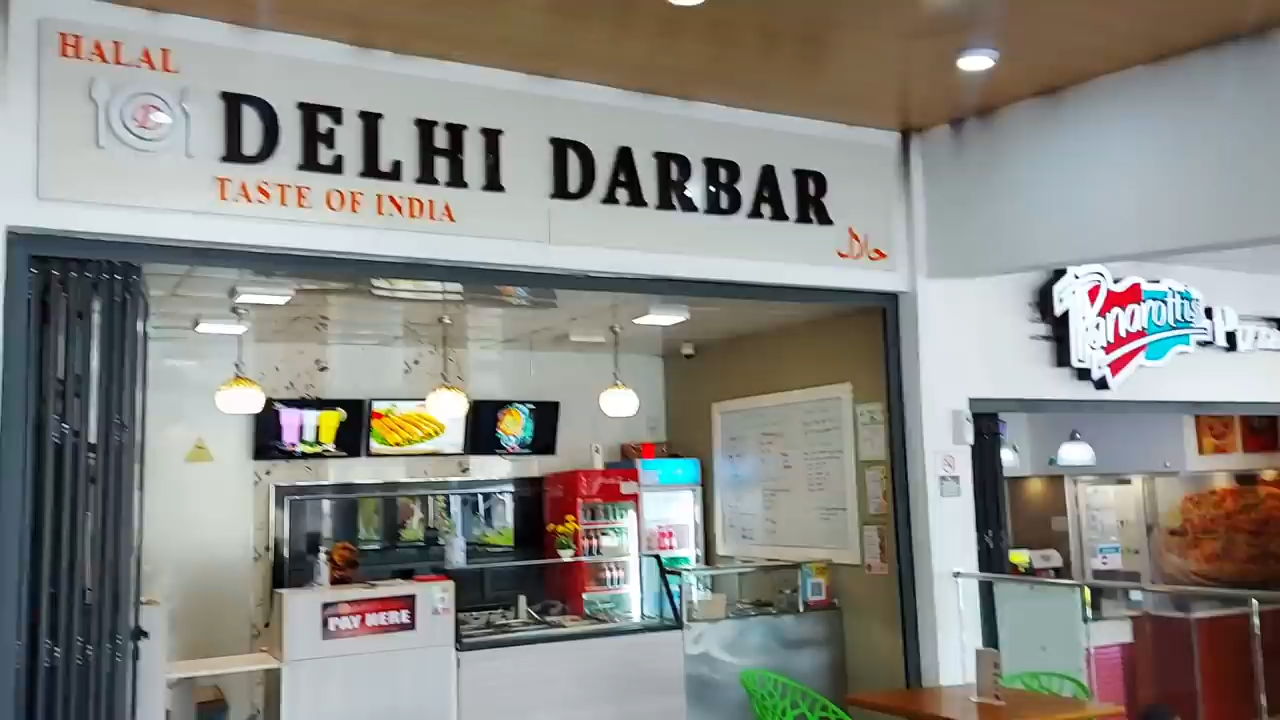 HALAL
DELHI DARBAR
TASTE OF INDIA
حلال
Panarottis Pizza
PAY HERE